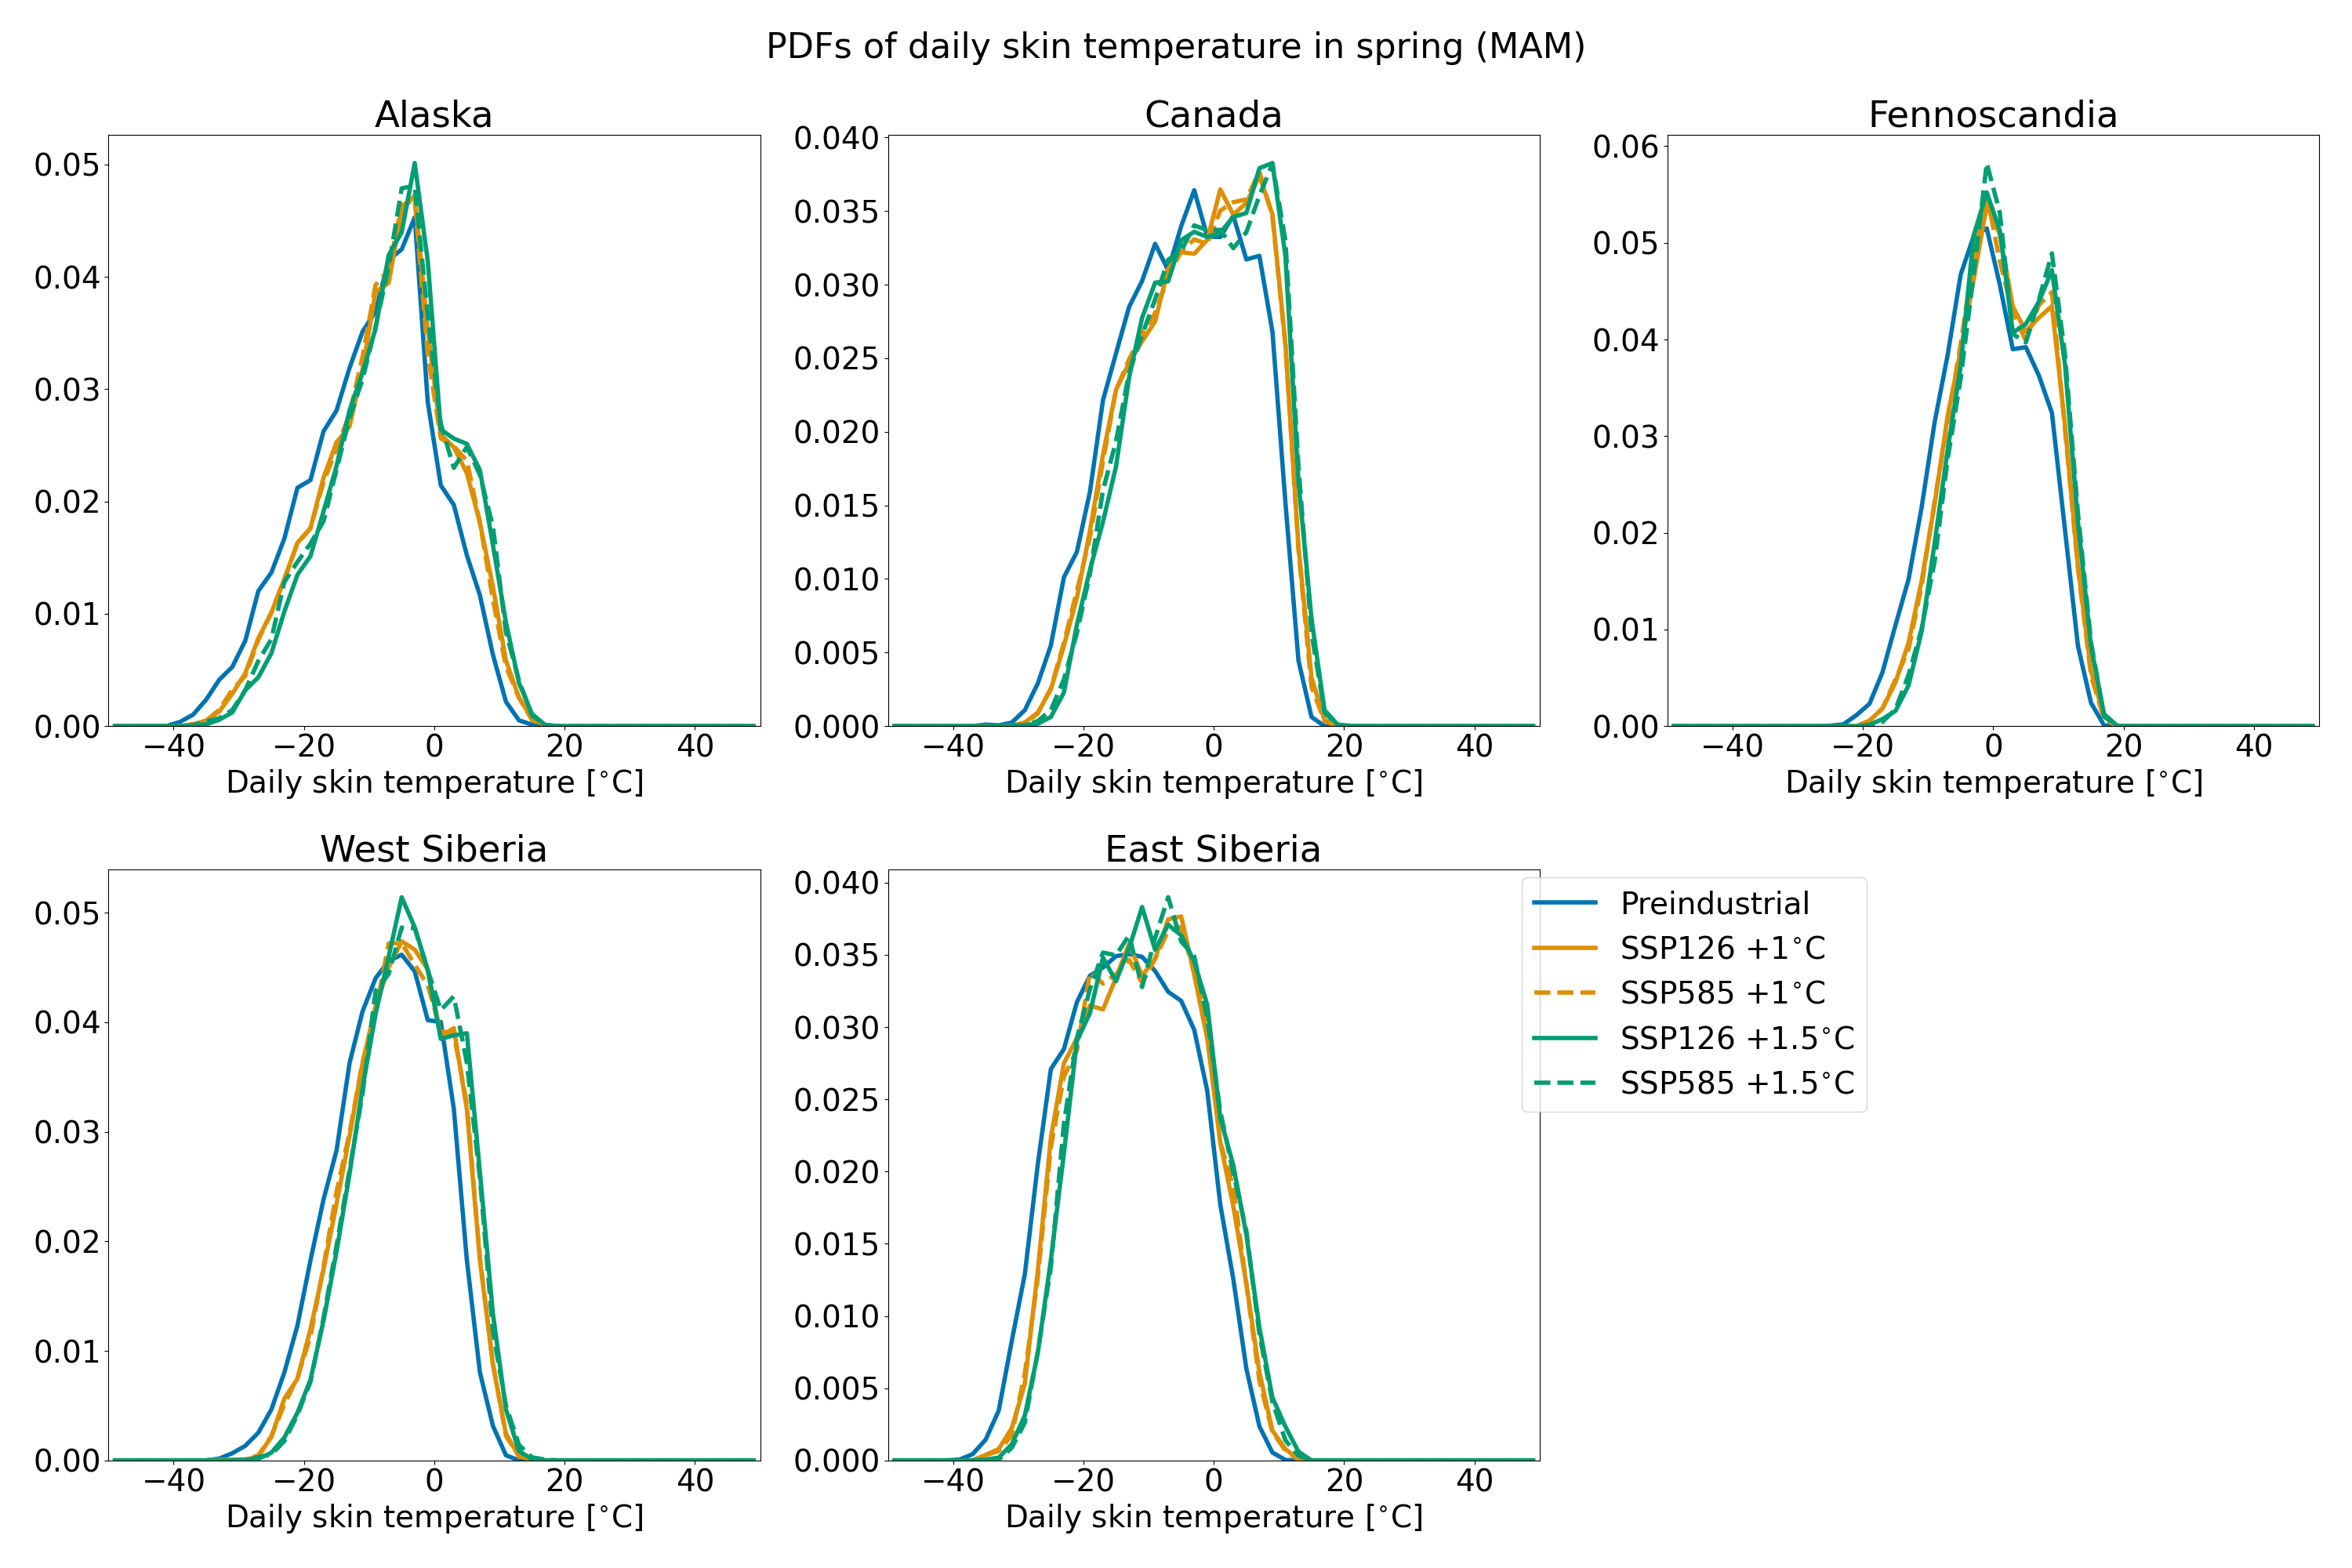 PDFs of daily skin temperature in spring (MAM)
Alaska
0.05
0.04
0.03
0.02
0.01
0.00
−40 −20 0 20 40
Daily skin temperature [°C]
Canada
0.040
0.035
0.030
0.025
0.020
0.015
0.010
0.005
0.000
−40 −20 0 20 40
Daily skin temperature [°C]
Fennoscandia
0.06
0.05
0.04
0.03
0.02
0.01
0.00
−40 −20 0 20 40
Daily skin temperature [°C]
West Siberia
0.05
0.04
0.03
0.02
0.01
0.00
−40 −20 0 20 40
Daily skin temperature [°C]
East Siberia
0.040
0.035
0.030
0.025
0.020
0.015
0.010
0.005
0.000
−40 −20 0 20 40
Daily skin temperature [°C]
Preindustrial
SSP126 +1°C
SSP585 +1°C
SSP126 +1.5°C
SSP585 +1.5°C